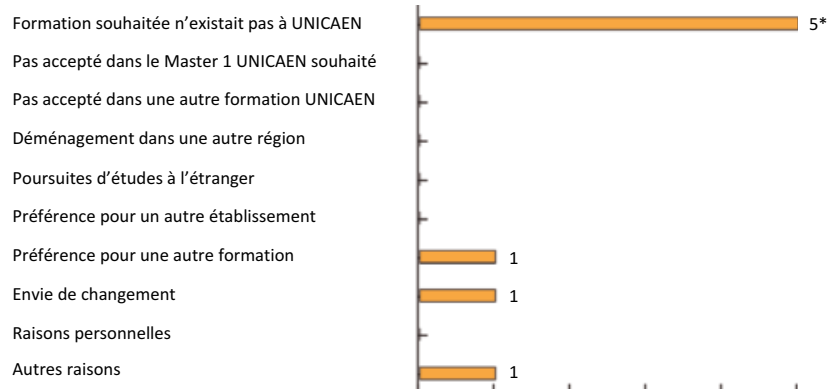 Formation souhaitée n’existait pas à UNICAEN 5*
Pas accepté dans le Master 1 UNICAEN souhaité
Pas accepté dans une autre formation UNICAEN
Déménagement dans une autre région
Poursuites d’études à l’étranger
Préférence pour un autre établissement
Préférence pour une autre formation 1
Envie de changement 1
Raisons personnelles
Autres raisons 1